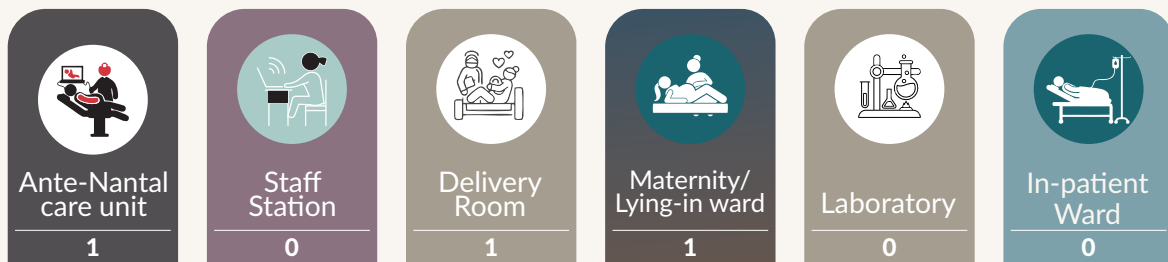 Ante-Nantal
care unit
1
Staff
Station
0
Delivery
Room
1
Maternity/
Lying-in ward
1
Laboratory
0
In-patient
Ward
0